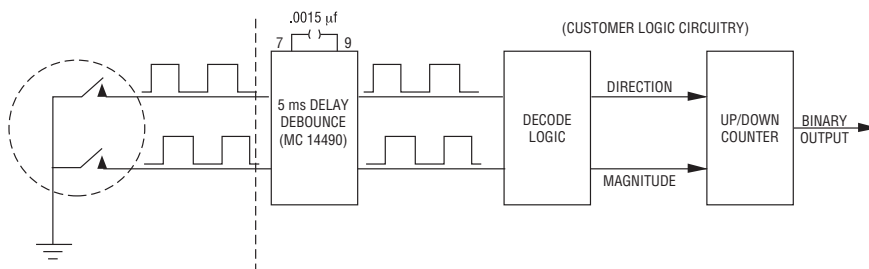 .0015 µf
7 9
(CUSTOMER LOGIC CIRCUITRY)
5 ms DELAY
DEBOUNCE
(MC 14490)
DECODE
LOGIC
DIRECTION
MAGNITUDE
UP/DOWN
COUNTER
BINARY
OUTPUT